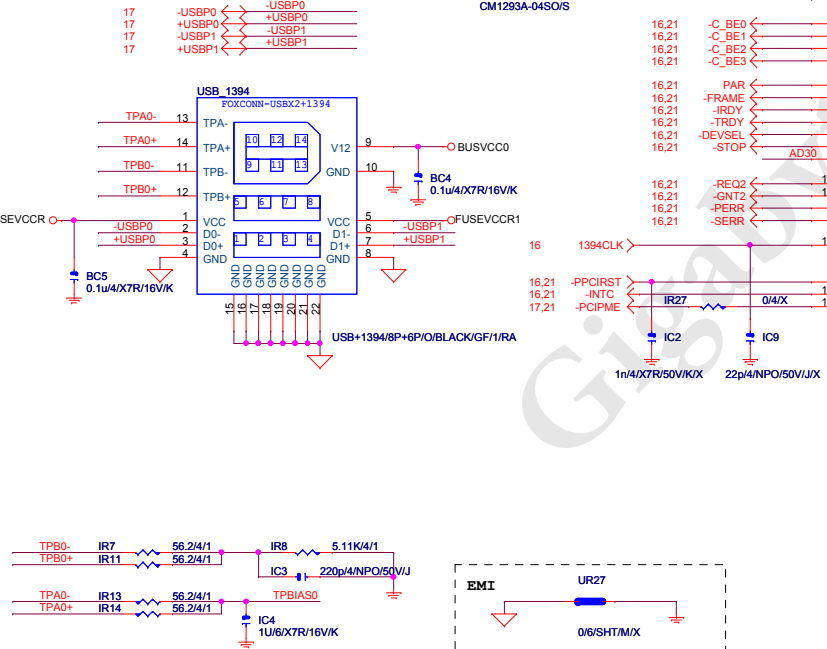 CM1293A-04SO/S
17 -USBP0 -USBP0
17 +USBP0 +USBP0
17 -USBP1 -USBP1
17 +USBP1 +USBP1
16,21 -C_BE0
16,21 -C_BE1
16,21 -C_BE2
16,21 -C_BE3
16,21 PAR
16,21 -FRAME
16,21 -IRDY
16,21 -TRDY
16,21 -DEVSEL
16,21 -STOP
AD30
16,21 -REQ2 1
16,21 -GNT2 1
16,21 -PERR
16,21 -SERR
16 1394CLK 1
16,21 -PPCIRST
16,21 -INTC 1
17,21 -PCIPME IR27 0/4/X 1
IC2
1n/4/X7R/50V/K/X
IC9
22p/4/NPO/50V/J/X
USB_1394
FOXCONN-USBX2+1394
TPA0- 13 TPA-
TPA0+ 14 TPA+
TPB0- 11 TPB-
TPB0+ 12 TPB+
10 12 14
9 11 13
5 6 7 8
1 2 3 4
V12 9 BUSVCC0
GND 10
BC4
0.1u/4/X7R/16V/K
SEVCCR 1 VCC
-USBP0 2 D0-
+USBP0 3 D0+
4 GND
VCC 5 FUSEVCCR1
D1- 6 -USBP1
D1+ 7 +USBP1
GND 8
BC5
0.1u/4/X7R/16V/K
GND GND GND GND GND GND GND GND
15 16 17 18 19 20 21 22
USB+1394/8P+6P/O/BLACK/GF/1/RA
Gigaby
TPB0- IR7 56.2/4/1
TPB0+ IR11 56.2/4/1
IR8 5.11K/4/1
IC3 220p/4/NPO/50V/J
TPA0- IR13 56.2/4/1 TPBIAS0
TPA0+ IR14 56.2/4/1
IC4
1U/6/X7R/16V/K
EMI
UR27
0/6/SHT/M/X